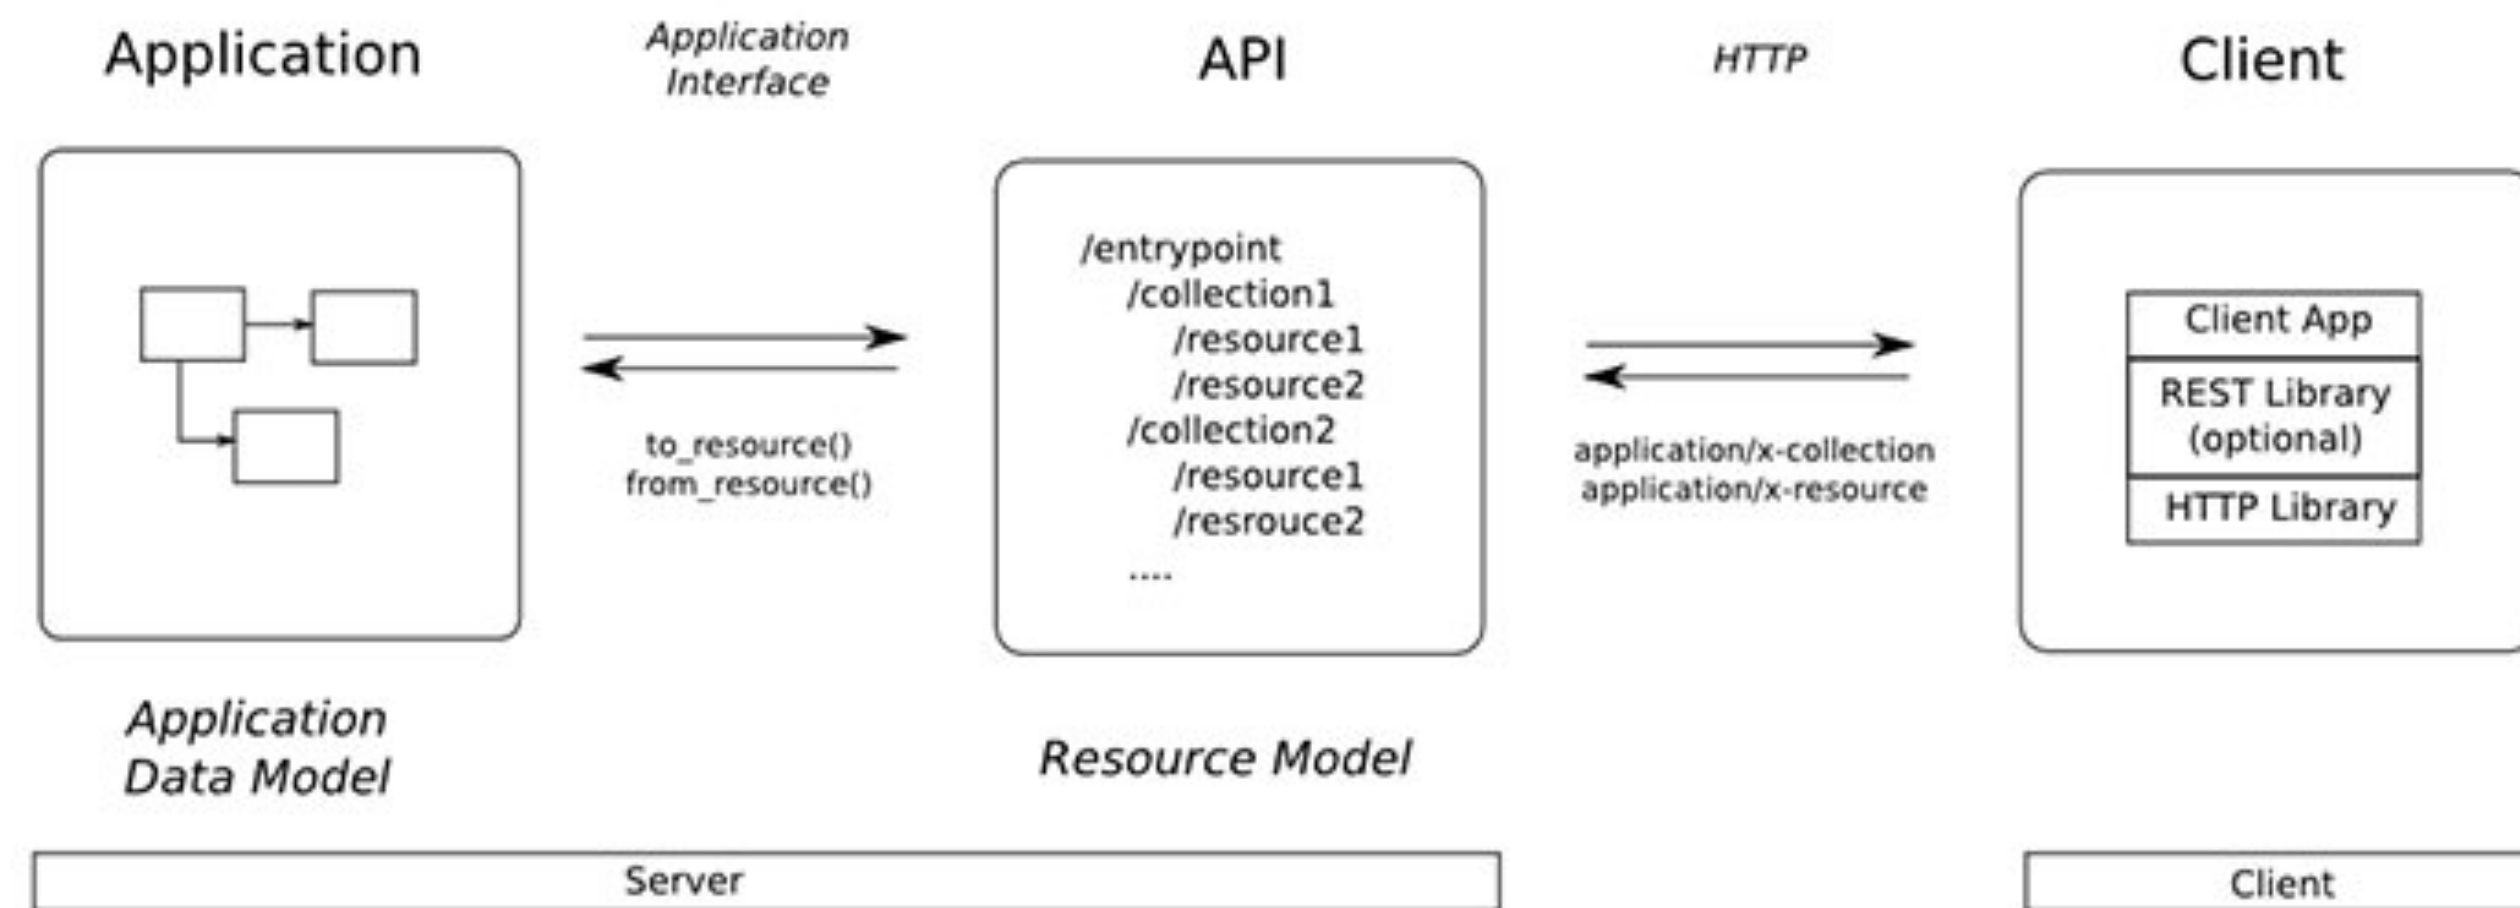 Application
Application
Interface
API
HTTP
Client
/entrypoint
/collection1
/resource1
/resource2
/collection2
/resource1
/resrouce2
....
to_resource()
from_resource()
application/x-collection
application/x-resource
Client App
REST Library
(optional)
HTTP Library
Application
Data Model
Resource Model
Server
Client